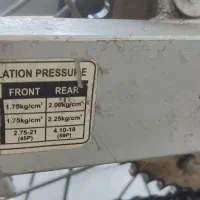 LATION PRESSURE
FRONT REAR
1.75kg/cm² 2.00kg/cm²
1.75kg/cm² 2.25kg/cm²
2.75-21 4.10-18
(45P) (59P)